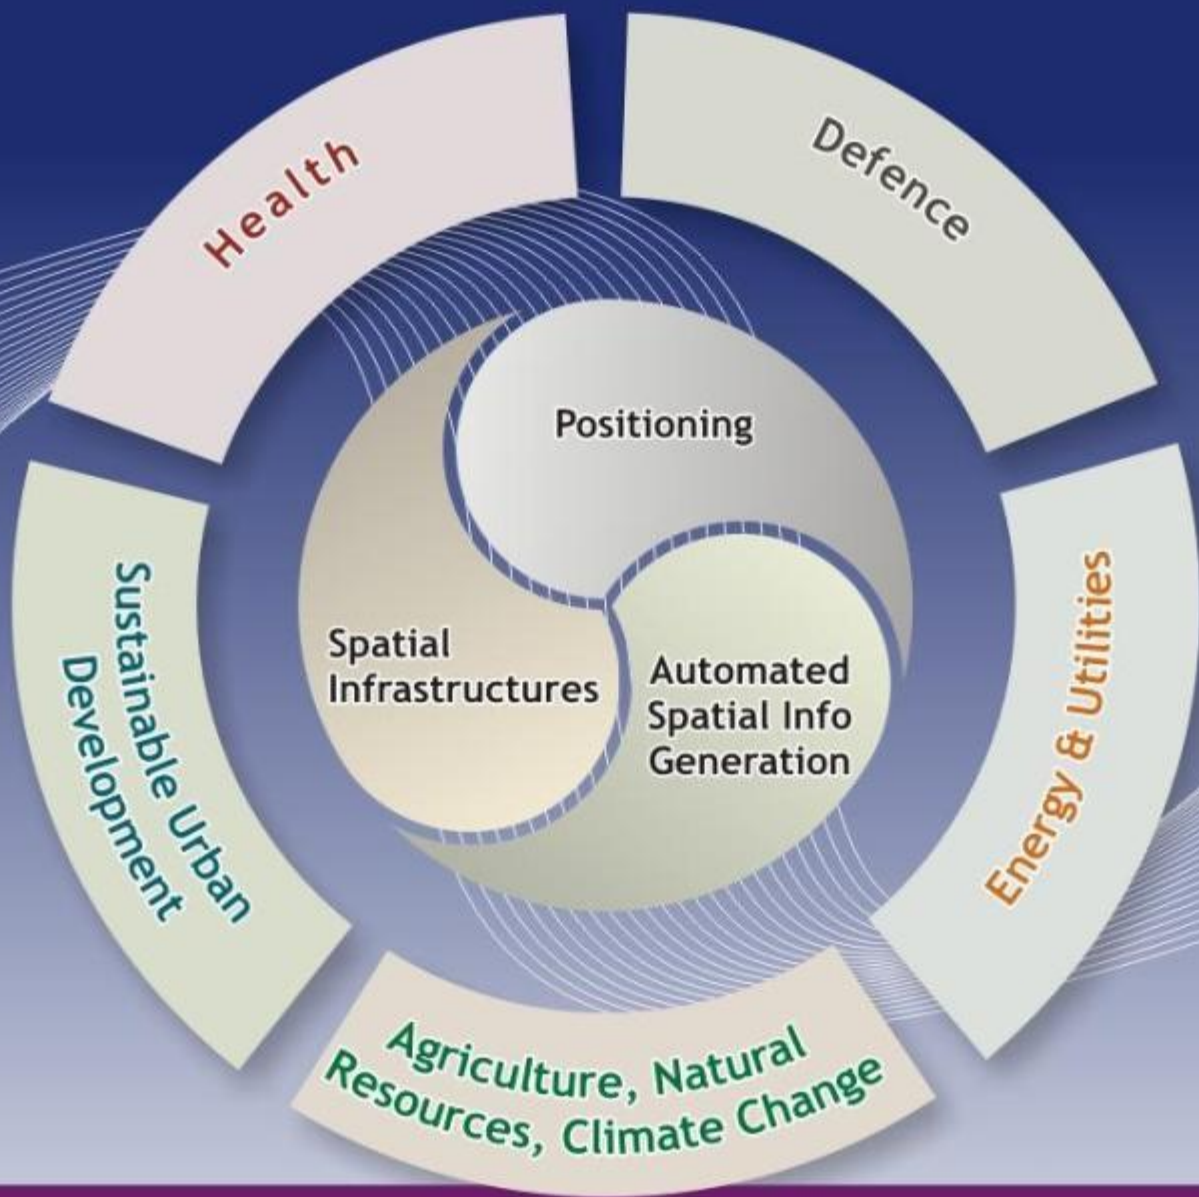 Health
Defence
Positioning
Spatial
Infrastructures
Automated
Spatial Info
Generation
Sustainable Urban
Development
Energy & Utilities
Agriculture, Natural
Resources, Climate Change